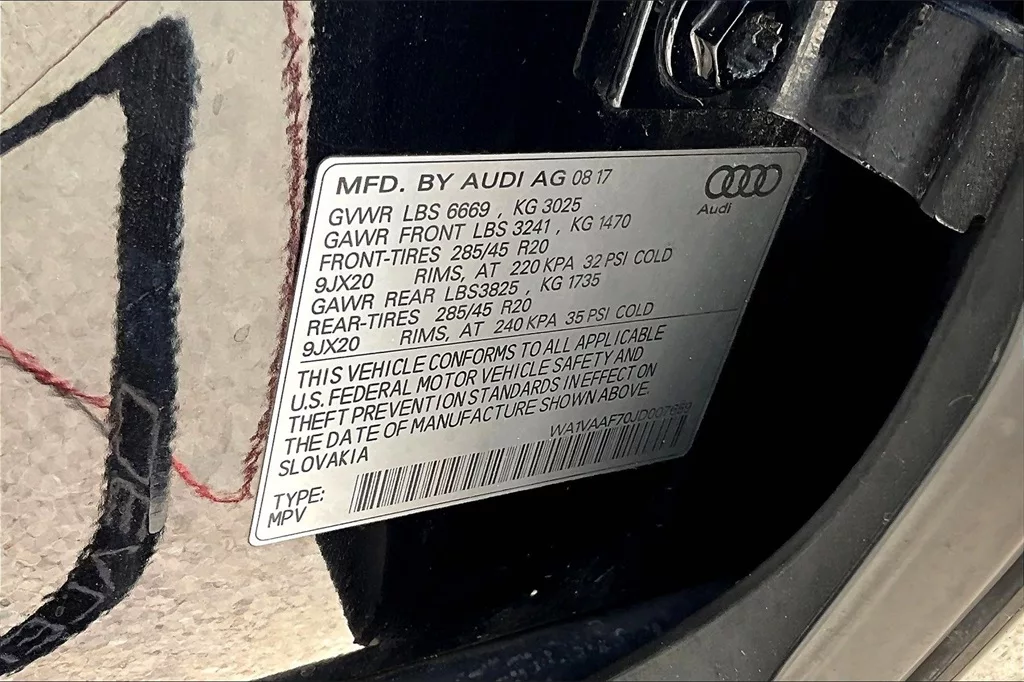 MFD. BY AUDI AG 08 17
Audi
GVWR LBS 6669 , KG 3025
GAWR FRONT LBS 3241 , KG 1470
FRONT-TIRES 285/45 R20
9JX20 RIMS, AT 220 KPA 32 PSI COLD
GAWR REAR LBS3825 , KG 1735
REAR-TIRES 285/45 R20
9JX20 RIMS, AT 240 KPA 35 PSI COLD
THIS VEHICLE CONFORMS TO ALL APPLICABLE
U.S. FEDERAL MOTOR VEHICLE SAFETY AND
THEFT PREVENTION STANDARDS IN EFFECT ON
THE DATE OF MANUFACTURE SHOWN ABOVE.
SLOVAKIA
WA1VAAF70JD007689
TYPE:
MPV